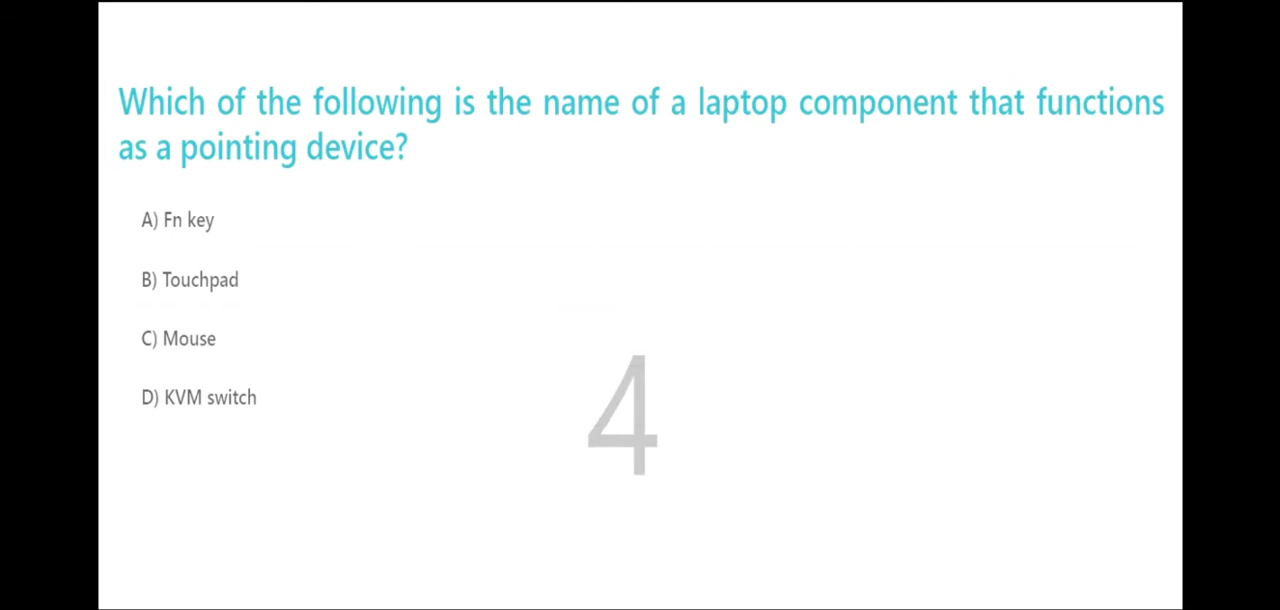 Which of the following is the name of a laptop component that functions
as a pointing device?
A) Fn key
B) Touchpad
C) Mouse
D) KVM switch
4